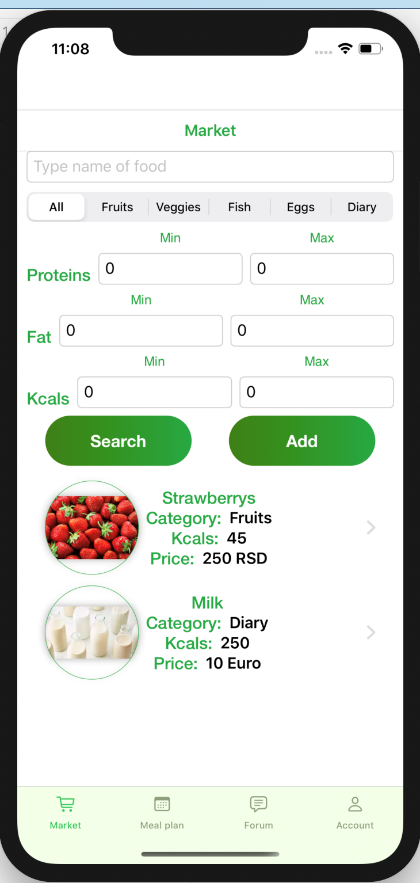 11:08
Market
Type name of food
All Fruits Veggies Fish Eggs Diary
Min Max
Proteins 0 0
Min Max
Fat 0 0
Min Max
Kcals 0 0
Search Add
Strawberrys
Category: Fruits
Kcals: 45
Price: 250 RSD
Milk
Category: Diary
Kcals: 250
Price: 10 Euro
Market Meal plan Forum Account